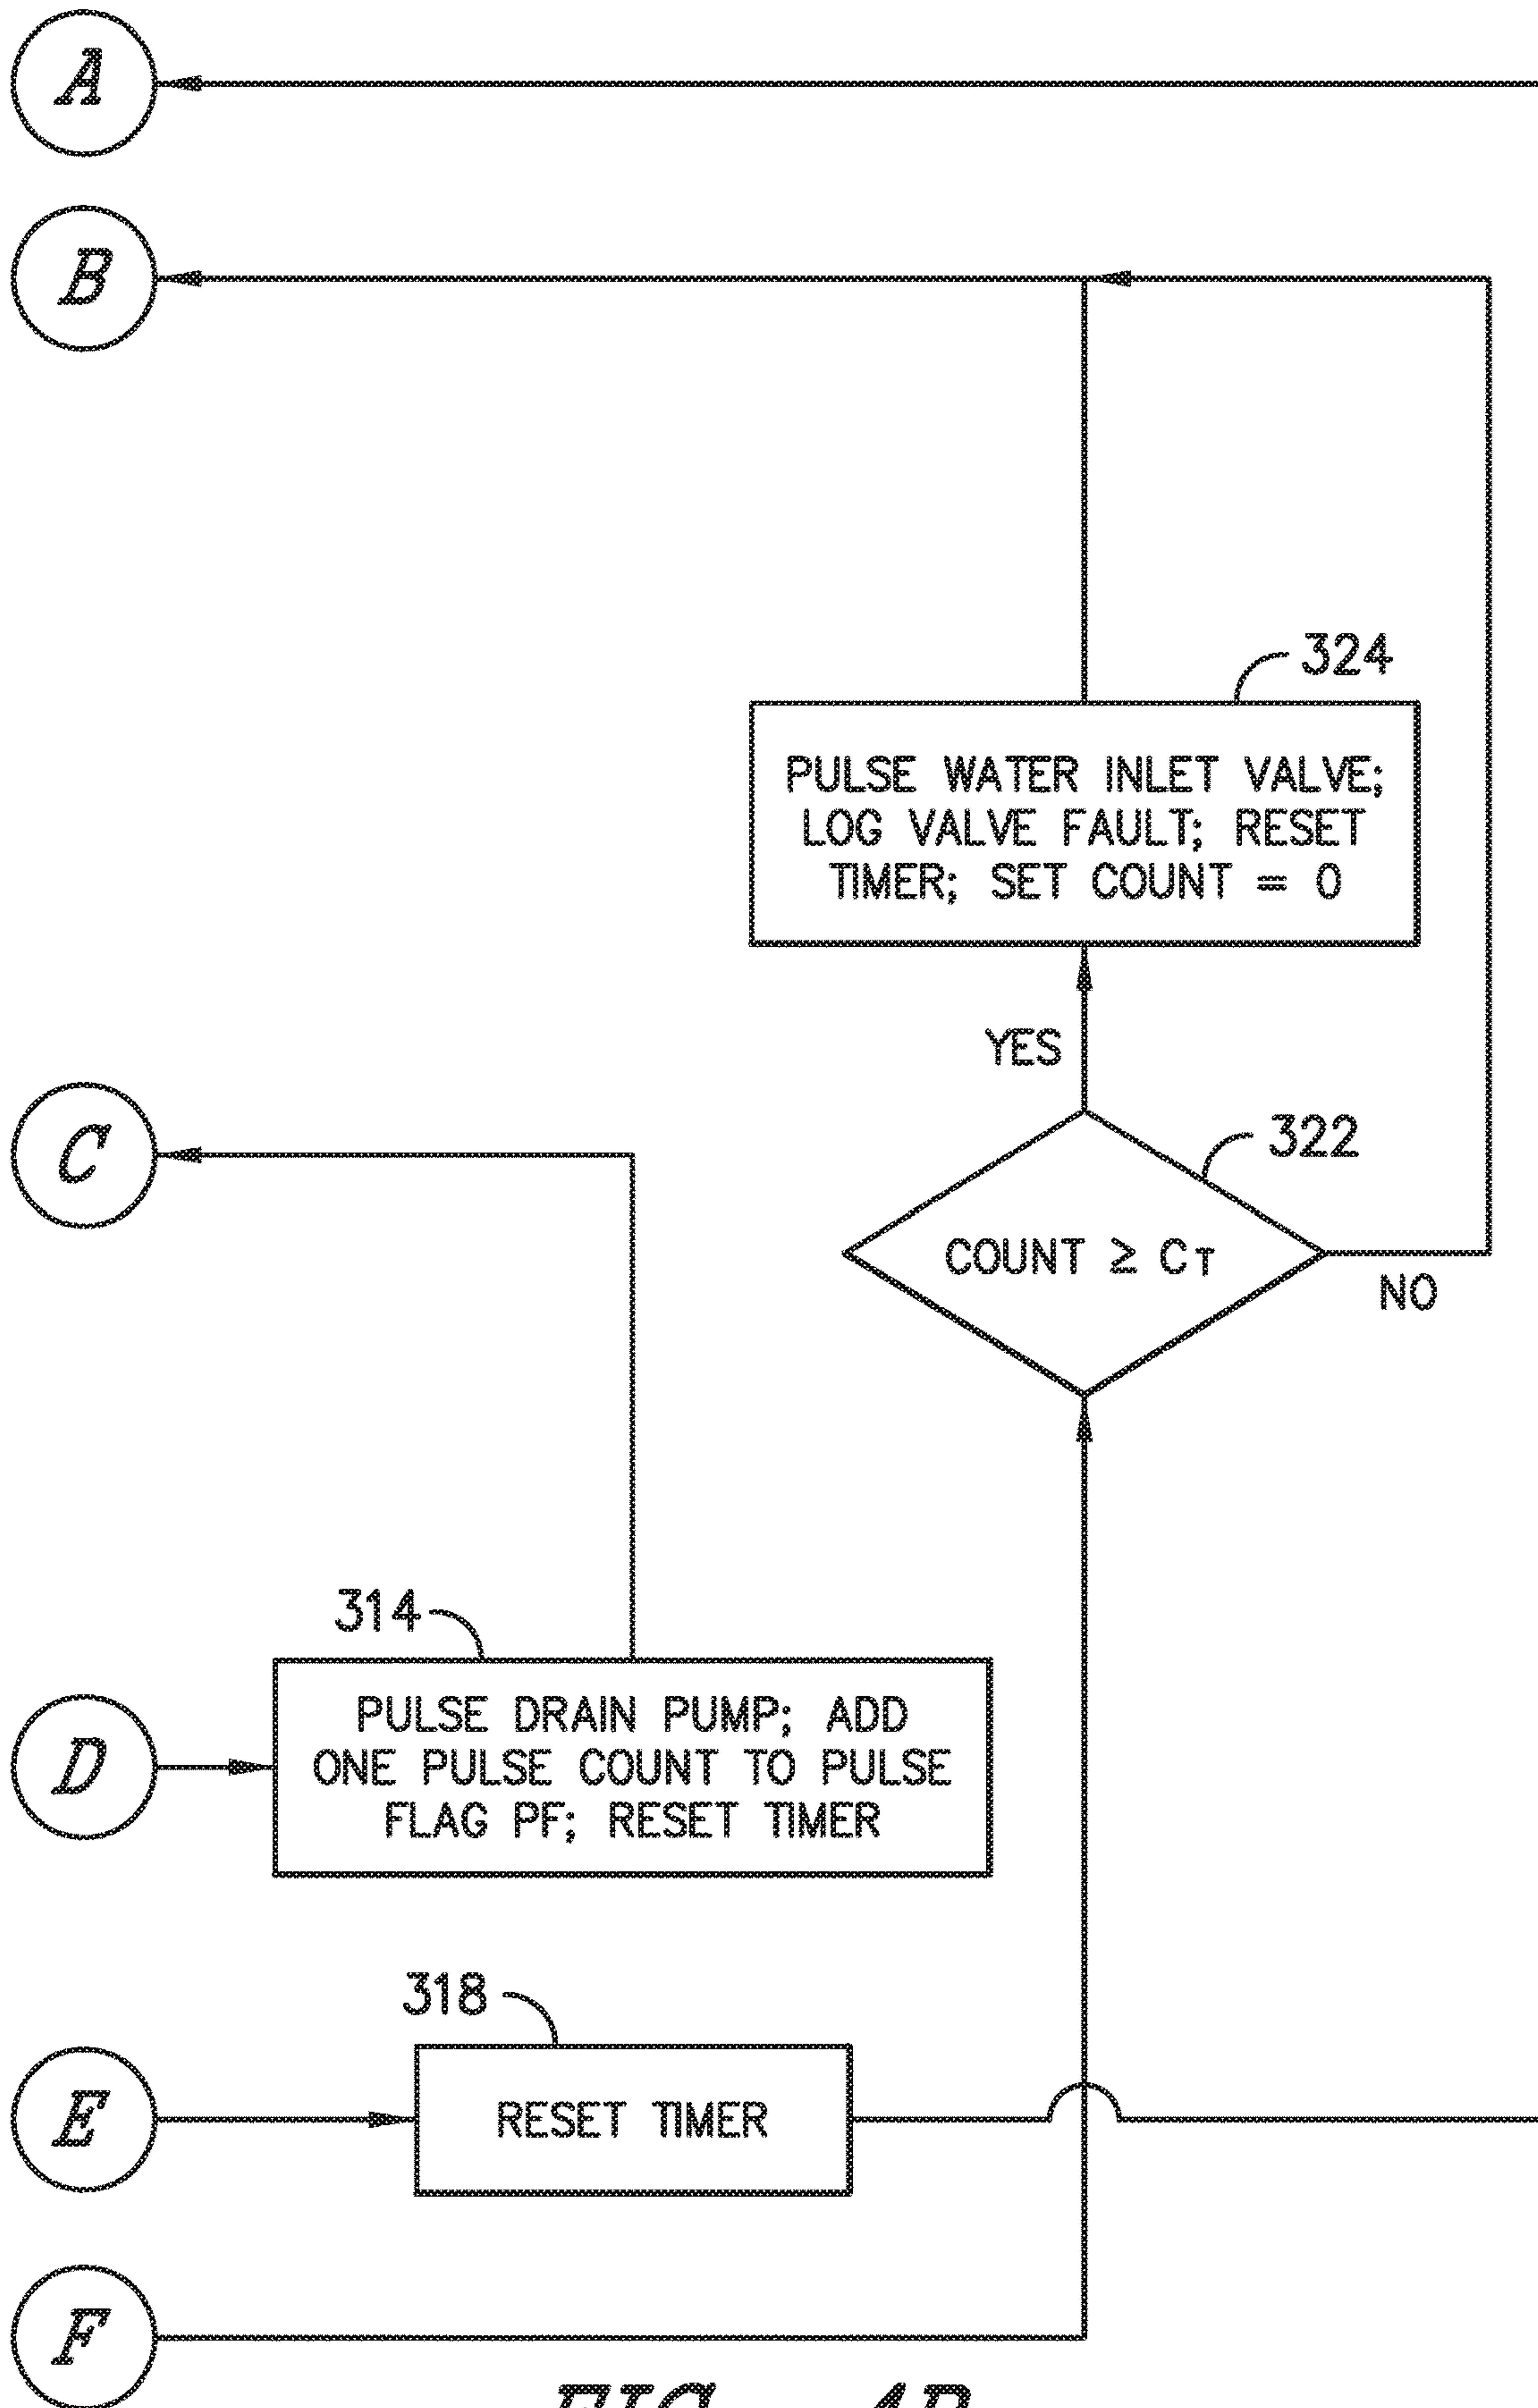 A
B
324
PULSE WATER INLET VALVE;
LOG VALVE FAULT; RESET
TIMER; SET COUNT = 0
YES
C
322
COUNT ≥ CT
NO
314
D
PULSE DRAIN PUMP; ADD
ONE PULSE COUNT TO PULSE
FLAG PF; RESET TIMER
318
E
RESET TIMER
F